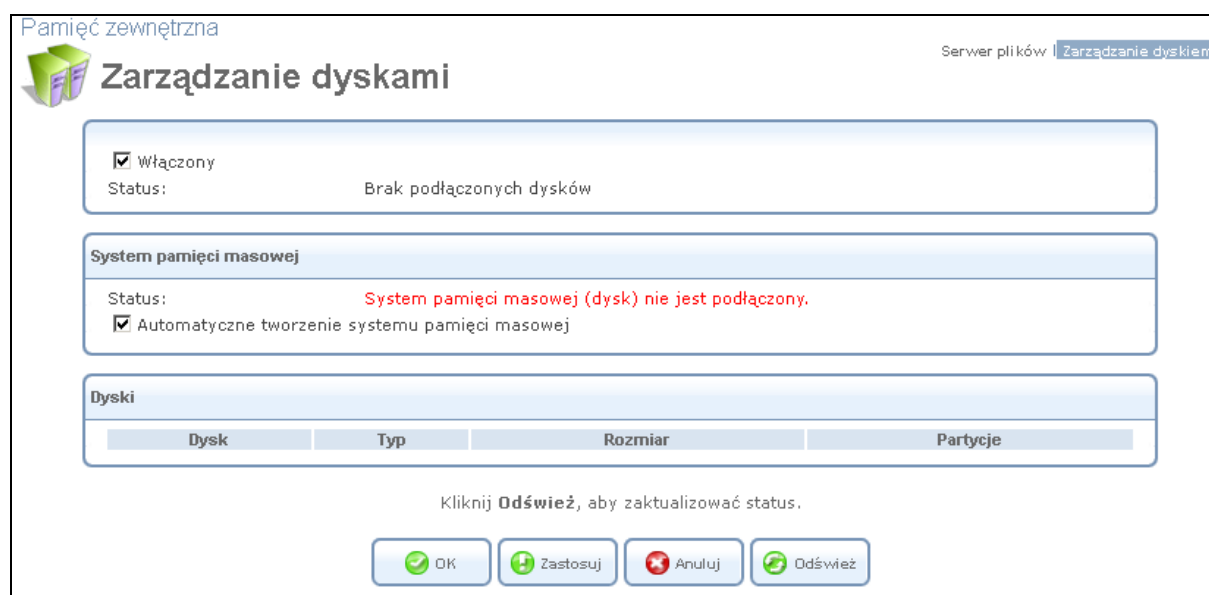 Pamięć zewnętrzna
Serwer plików | Zarządzanie dyskiem
Zarządzanie dyskami
Włączony
Status: Brak podłączonych dysków
System pamięci masowej
Status: System pamięci masowej (dysk) nie jest podłączony.
Automatyczne tworzenie systemu pamięci masowej
Dyski
Dysk Typ Rozmiar Partycje
Kliknij Odśwież, aby zaktualizować status.
OK Zastosuj Anuluj Odśwież